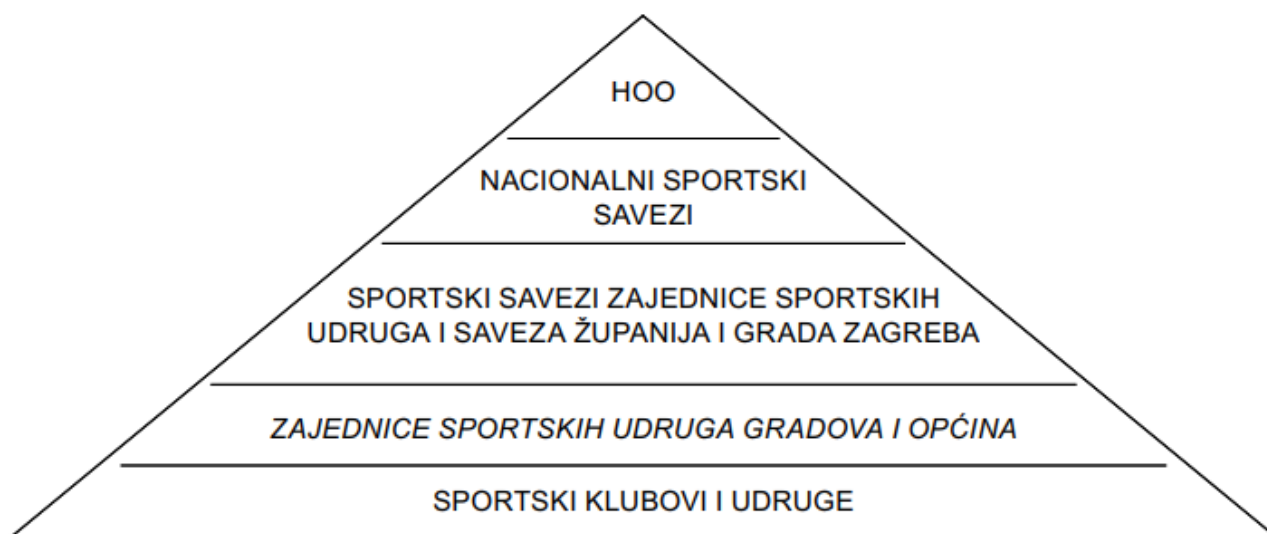 HOO
NACIONALNI SPORTSKI
SAVEZI
SPORTSKI SAVEZI ZAJEDNICE SPORTSKIH
UDRUGA I SAVEZA ŽUPANIJA I GRADA ZAGREBA
ZAJEDNICE SPORTSKIH UDRUGA GRADOVA I OPĆINA
SPORTSKI KLUBOVI I UDRUGE